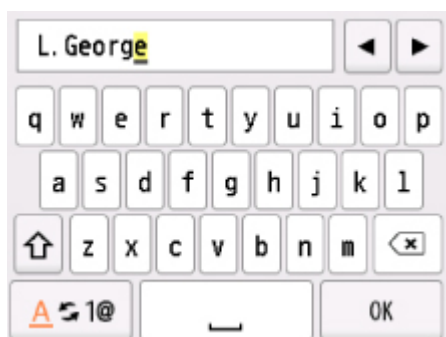 L. George
q w e r t y u i o p
a s d f g h j k l
z x c v b n m
A 1@ OK